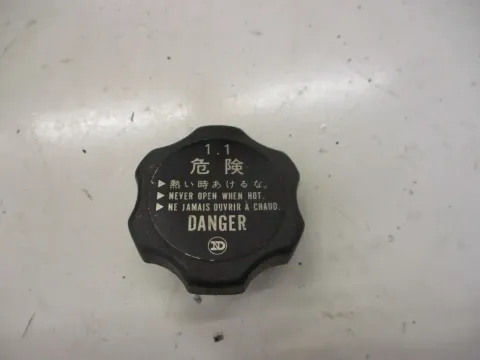 1.1
危険
▶熱い時あけるな。
▶NEVER OPEN WHEN HOT.
▶NE JAMAIS OUVRIR À CHAUD.
DANGER
ND